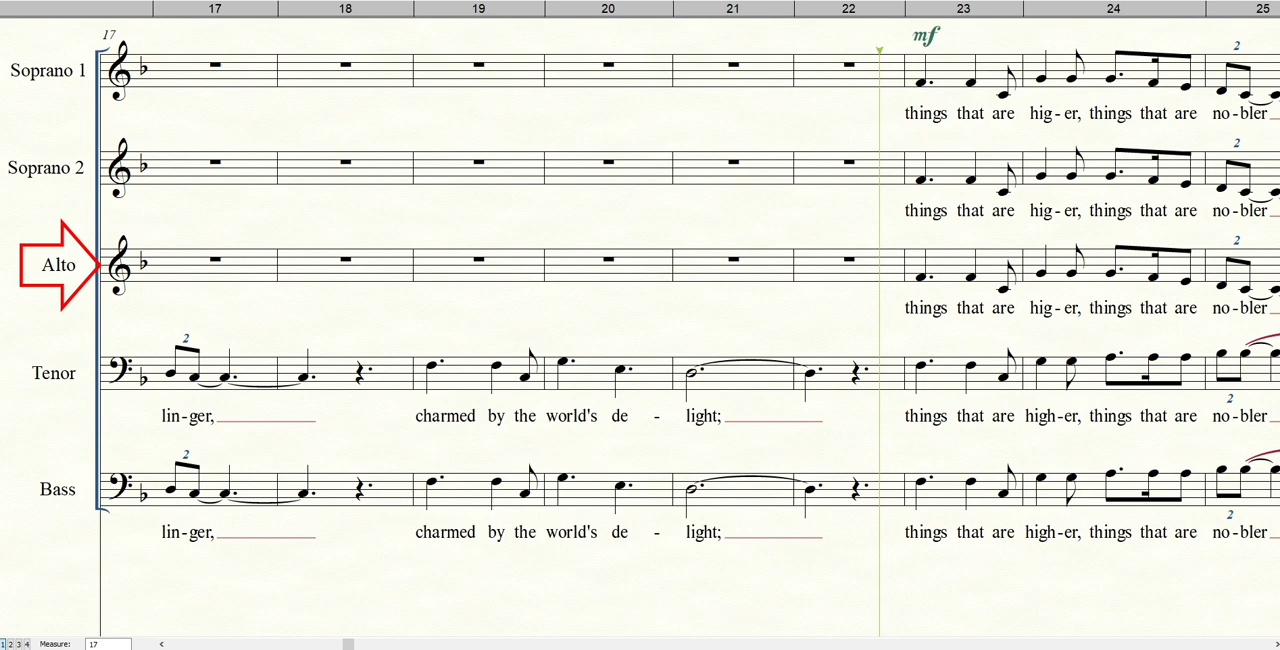 17 18 19 20 21 22 23 24 25
17
mf
Soprano 1
2
things that are hig-er, things that are no-bler
Soprano 2
2
things that are hig-er, things that are no-bler
Alto
2
things that are hig-er, things that are no-bler
2
Tenor
2
lin-ger, charmed by the world's de - light; things that are high-er, things that are no-bler
2
Bass
2
lin-ger, charmed by the world's de - light; things that are high-er, things that are no-bler
1 2 3 4 Measure: 17